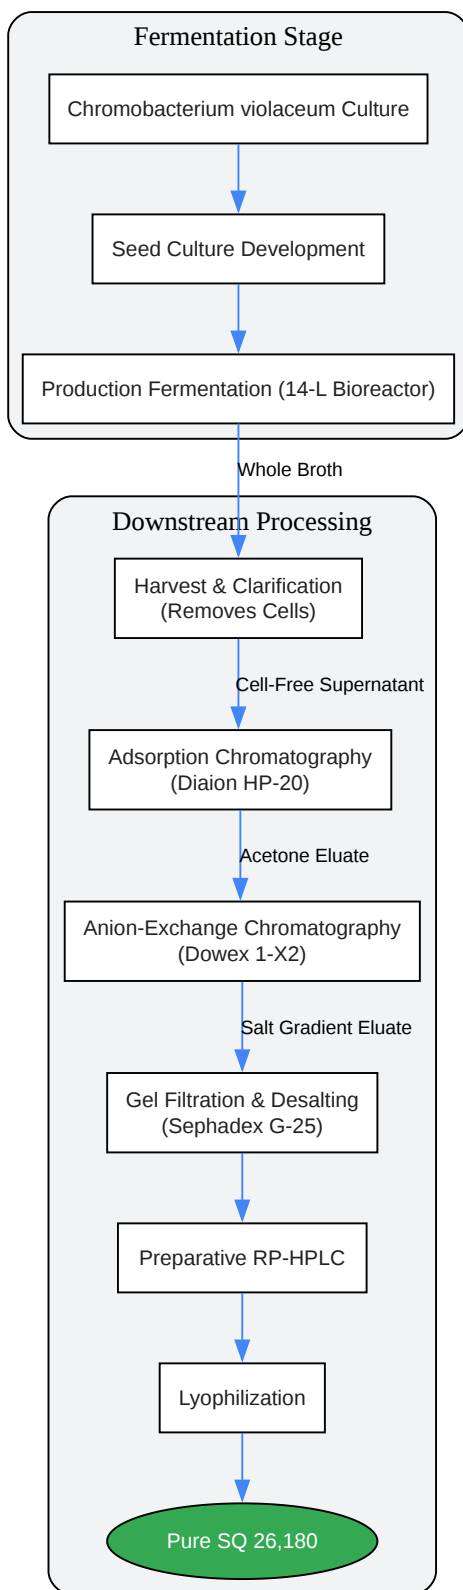 Fermentation Stage
Chromobacterium violaceum Culture
Seed Culture Development
Production Fermentation (14-L Bioreactor)
Whole Broth
Downstream Processing
Harvest & Clarification
(Removes Cells)
Cell-Free Supernatant
Adsorption Chromatography
(Diaion HP-20)
Acetone Eluate
Anion-Exchange Chromatography
(Dowex 1-X2)
Salt Gradient Eluate
Gel Filtration & Desalting
(Sephadex G-25)
Preparative RP-HPLC
Lyophilization
Pure SQ 26,180